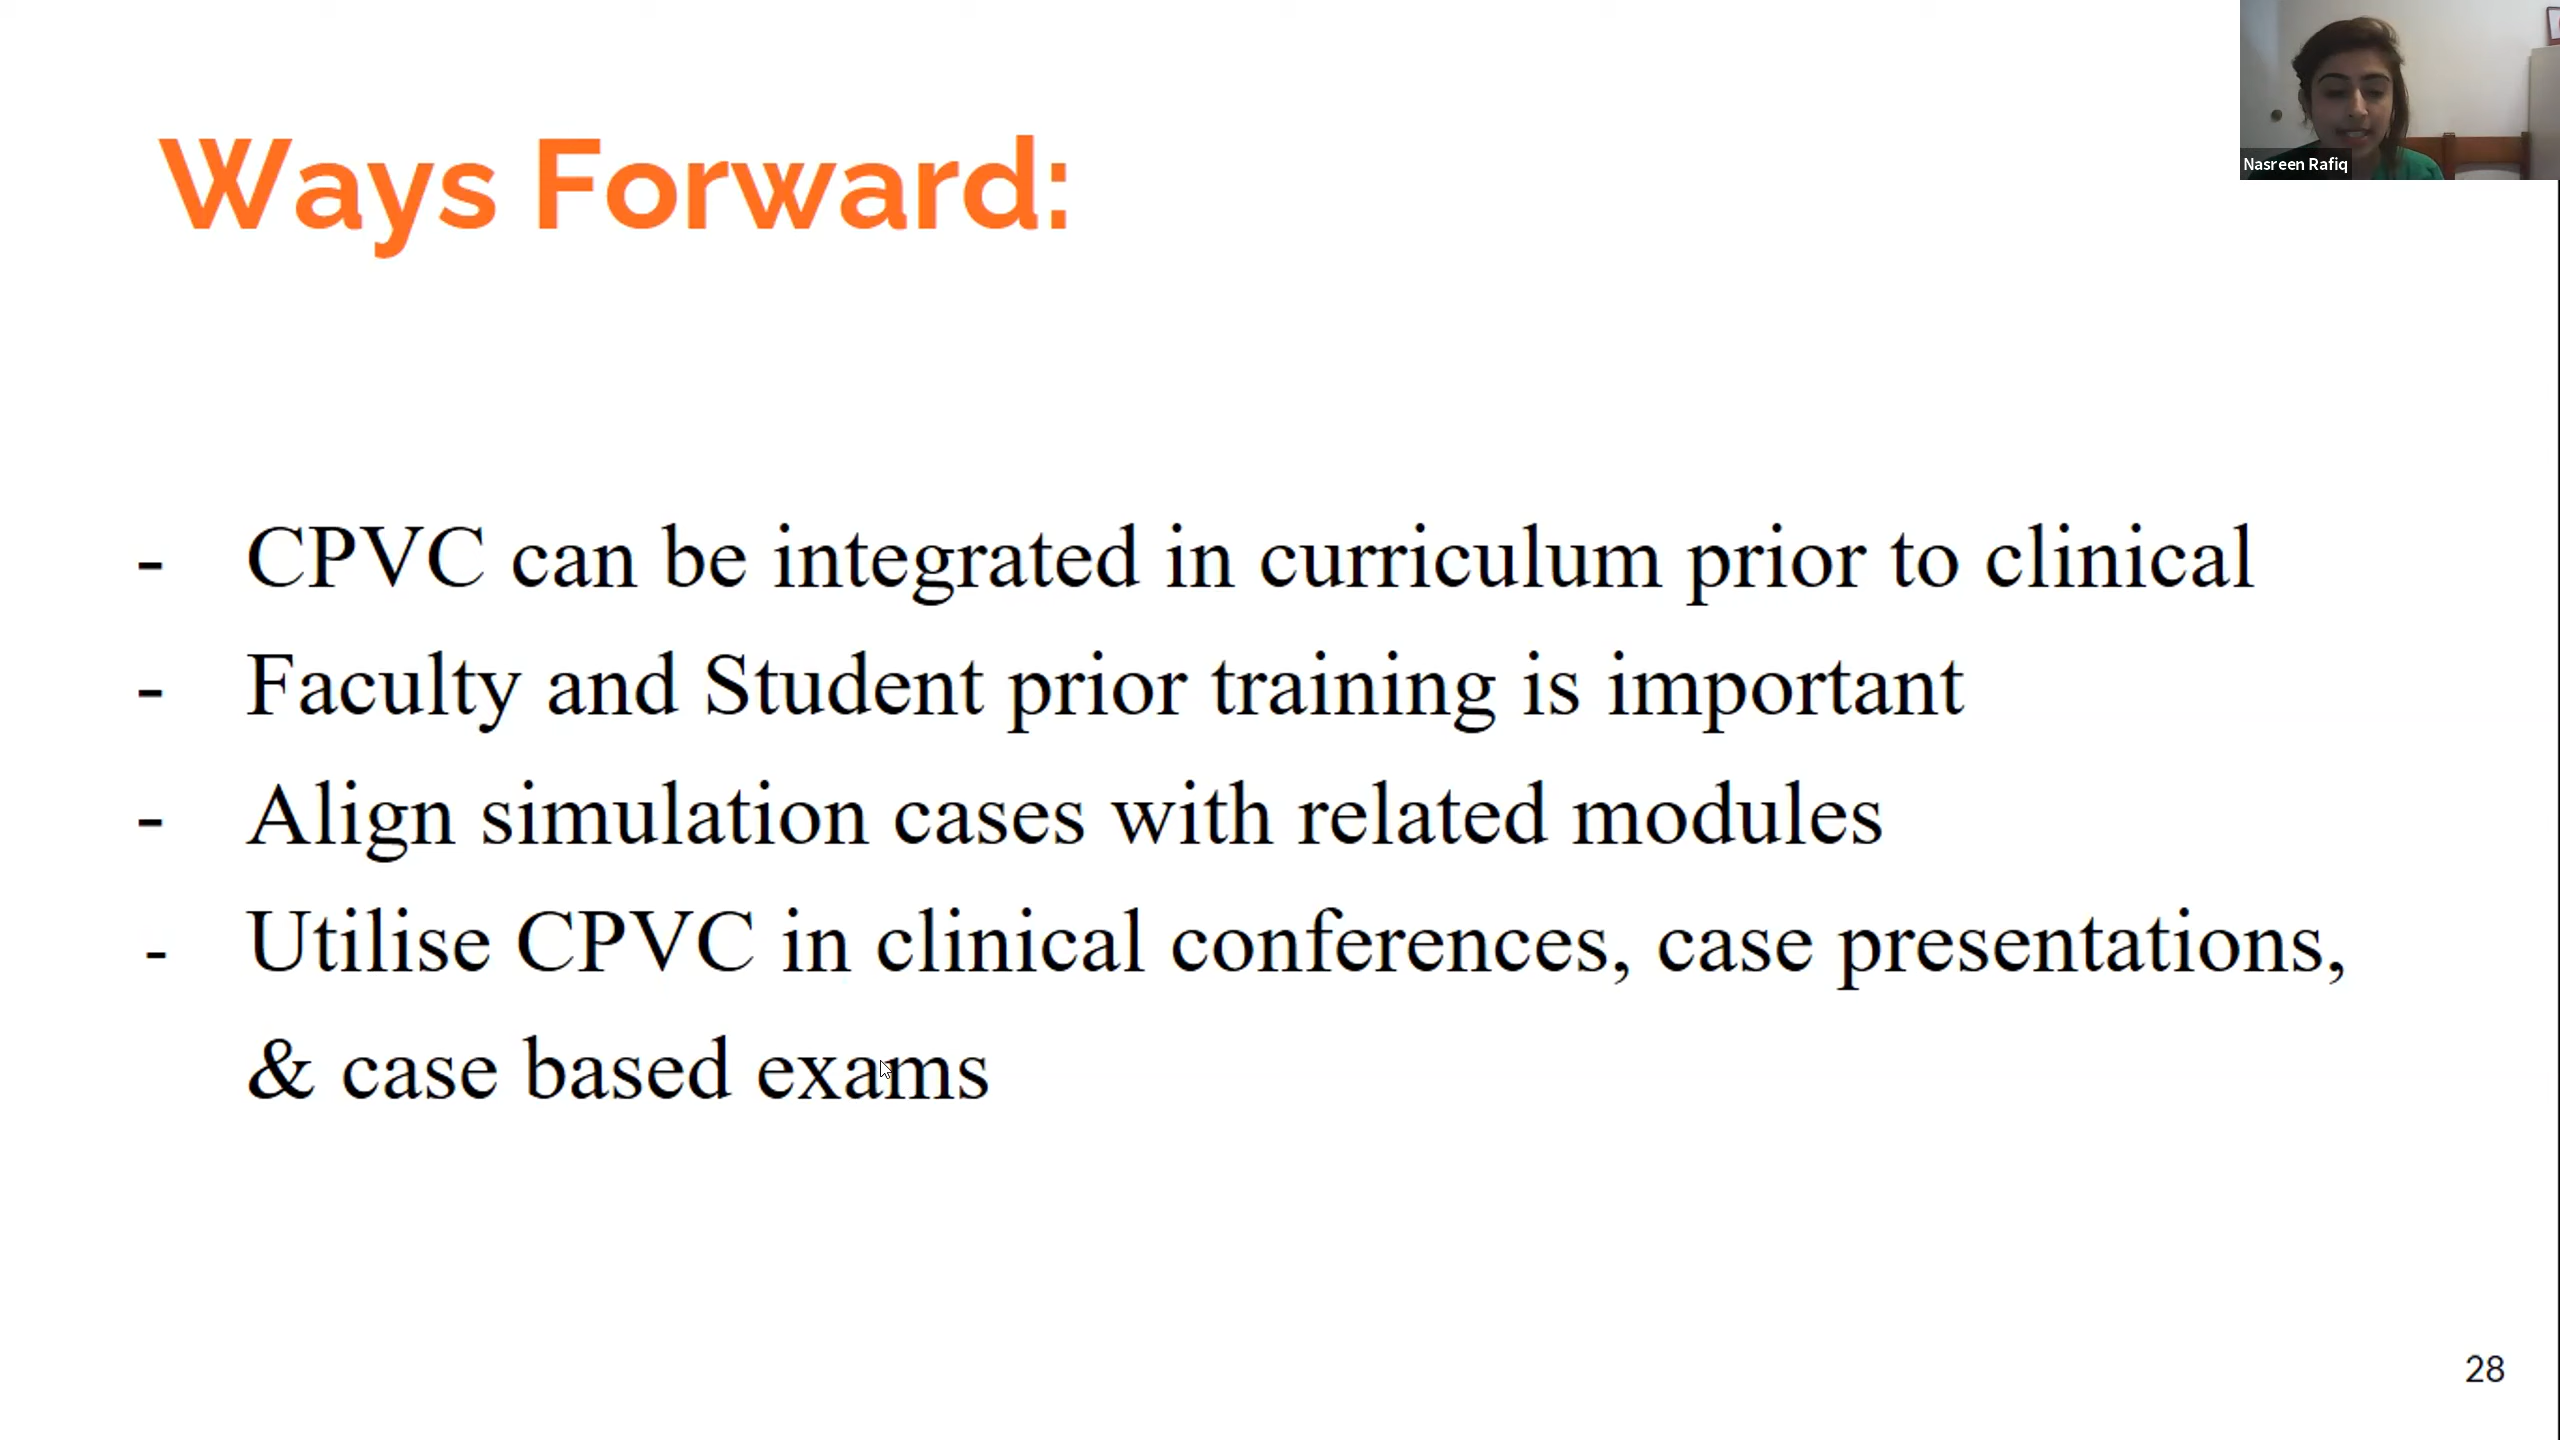 Ways Forward:
Nasreen Rafiq
- CPVC can be integrated in curriculum prior to clinical
- Faculty and Student prior training is important
- Align simulation cases with related modules
- Utilise CPVC in clinical conferences, case presentations,
& case based exams
28